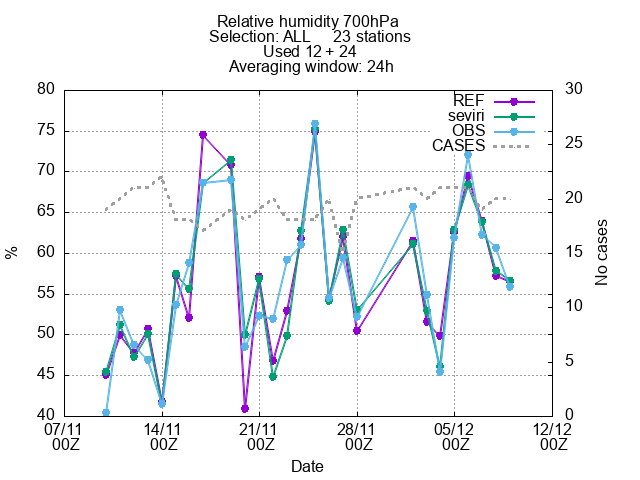 Relative humidity 700hPa
Selection: ALL 23 stations
Used 12 + 24
Averaging window: 24h
80
75
70
65
60
55
50
45
40
%
30
25
20
15
10
5
0
No cases
REF
seviri
OBS
CASES
07/11 14/11 21/11 28/11 05/12 12/12
00Z 00Z 00Z 00Z 00Z 00Z
Date